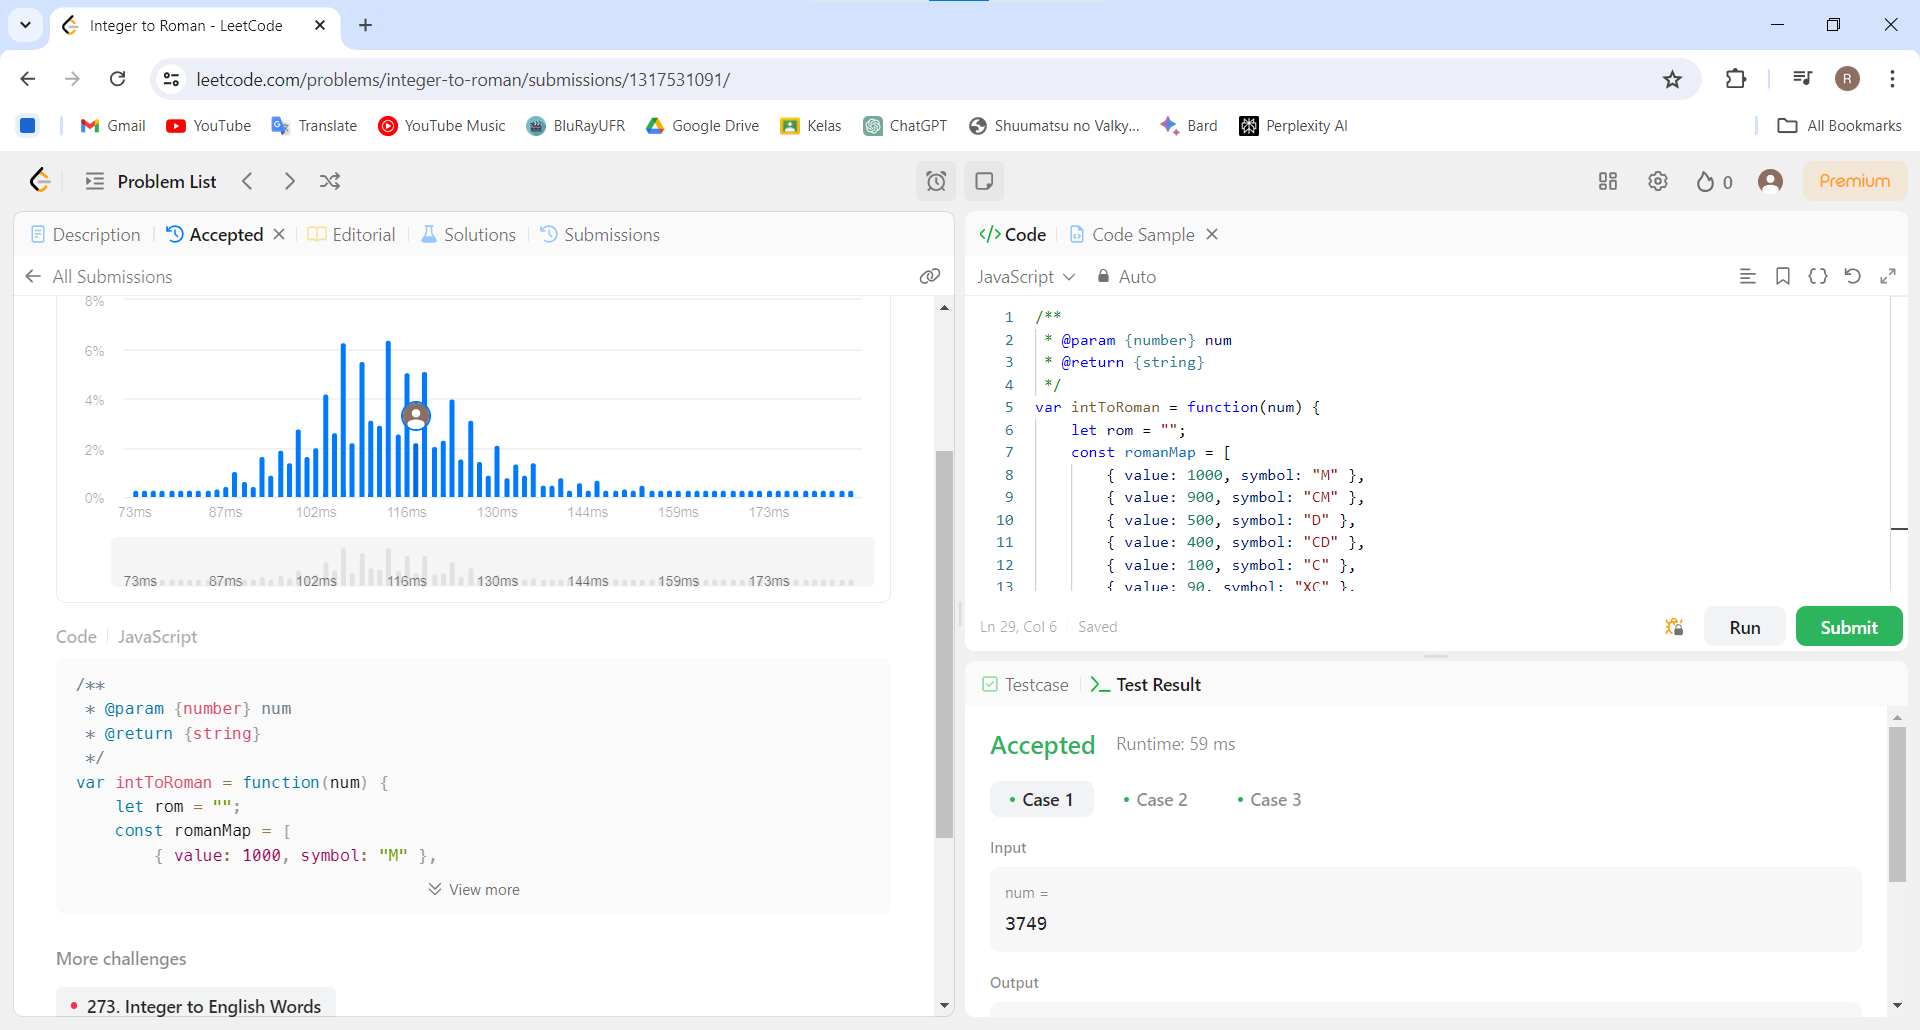 Integer to Roman - LeetCode
leetcode.com/problems/integer-to-roman/submissions/1317531091/
R
Gmail
YouTube
Translate
YouTube Music
BluRayUFR
Google Drive
Kelas
ChatGPT
Shuumatsu no Valky...
Bard
Perplexity AI
All Bookmarks
Problem List
0
Premium
Description
Accepted
Editorial
Solutions
Submissions
All Submissions
8%
6%
4%
2%
0%
73ms 87ms 102ms 116ms 130ms 144ms 159ms 173ms
73ms 87ms 102ms 116ms 130ms 144ms 159ms 173ms
Code JavaScript
/**
 * @param {number} num
 * @return {string}
 */
var intToRoman = function(num) {
    let rom = "";
    const romanMap = [
        { value: 1000, symbol: "M" },
View more
More challenges
273. Integer to English Words
</> Code
Code Sample
JavaScript
Auto
1 /**
2  * @param {number} num
3  * @return {string}
4  */
5 var intToRoman = function(num) {
6     let rom = "";
7     const romanMap = [
8         { value: 1000, symbol: "M" },
9         { value: 900, symbol: "CM" },
10         { value: 500, symbol: "D" },
11         { value: 400, symbol: "CD" },
12         { value: 100, symbol: "C" },
13         { value: 90, symbol: "XC" },
Ln 29, Col 6 Saved
Run
Submit
Testcase
Test Result
Accepted Runtime: 59 ms
Case 1 Case 2 Case 3
Input
num =
3749
Output